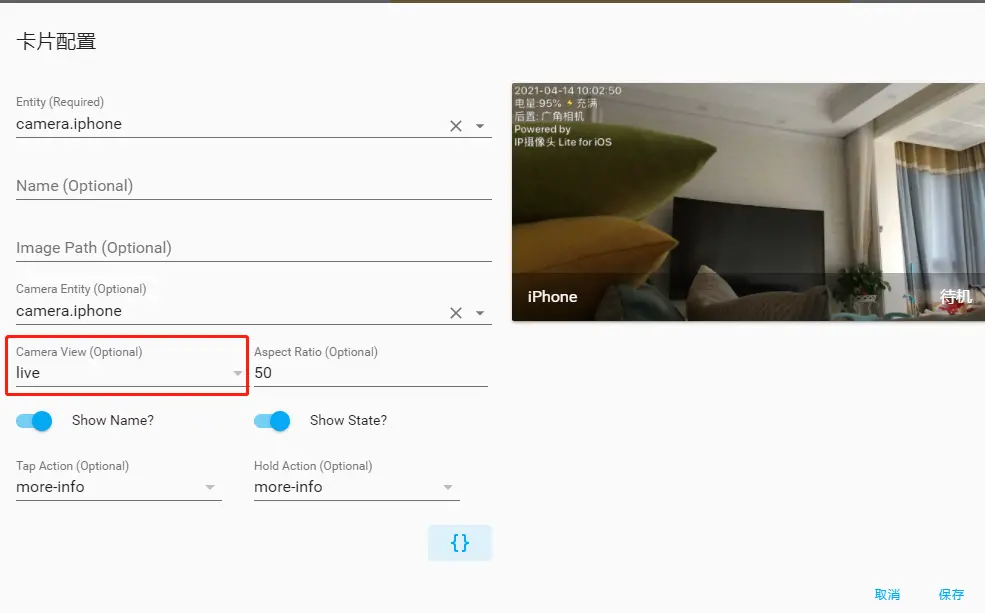 卡片配置
Entity (Required)
camera.iphone
Name (Optional)
Image Path (Optional)
Camera Entity (Optional)
camera.iphone
Camera View (Optional)
live
Aspect Ratio (Optional)
50
Show Name?
Show State?
Tap Action (Optional)
more-info
Hold Action (Optional)
more-info
{}
2021-04-14 10:02:50
电量:95% ⚡充满
后置: 广角相机
Powered by
IP摄像头 Lite for iOS
iPhone
待机
取消
保存